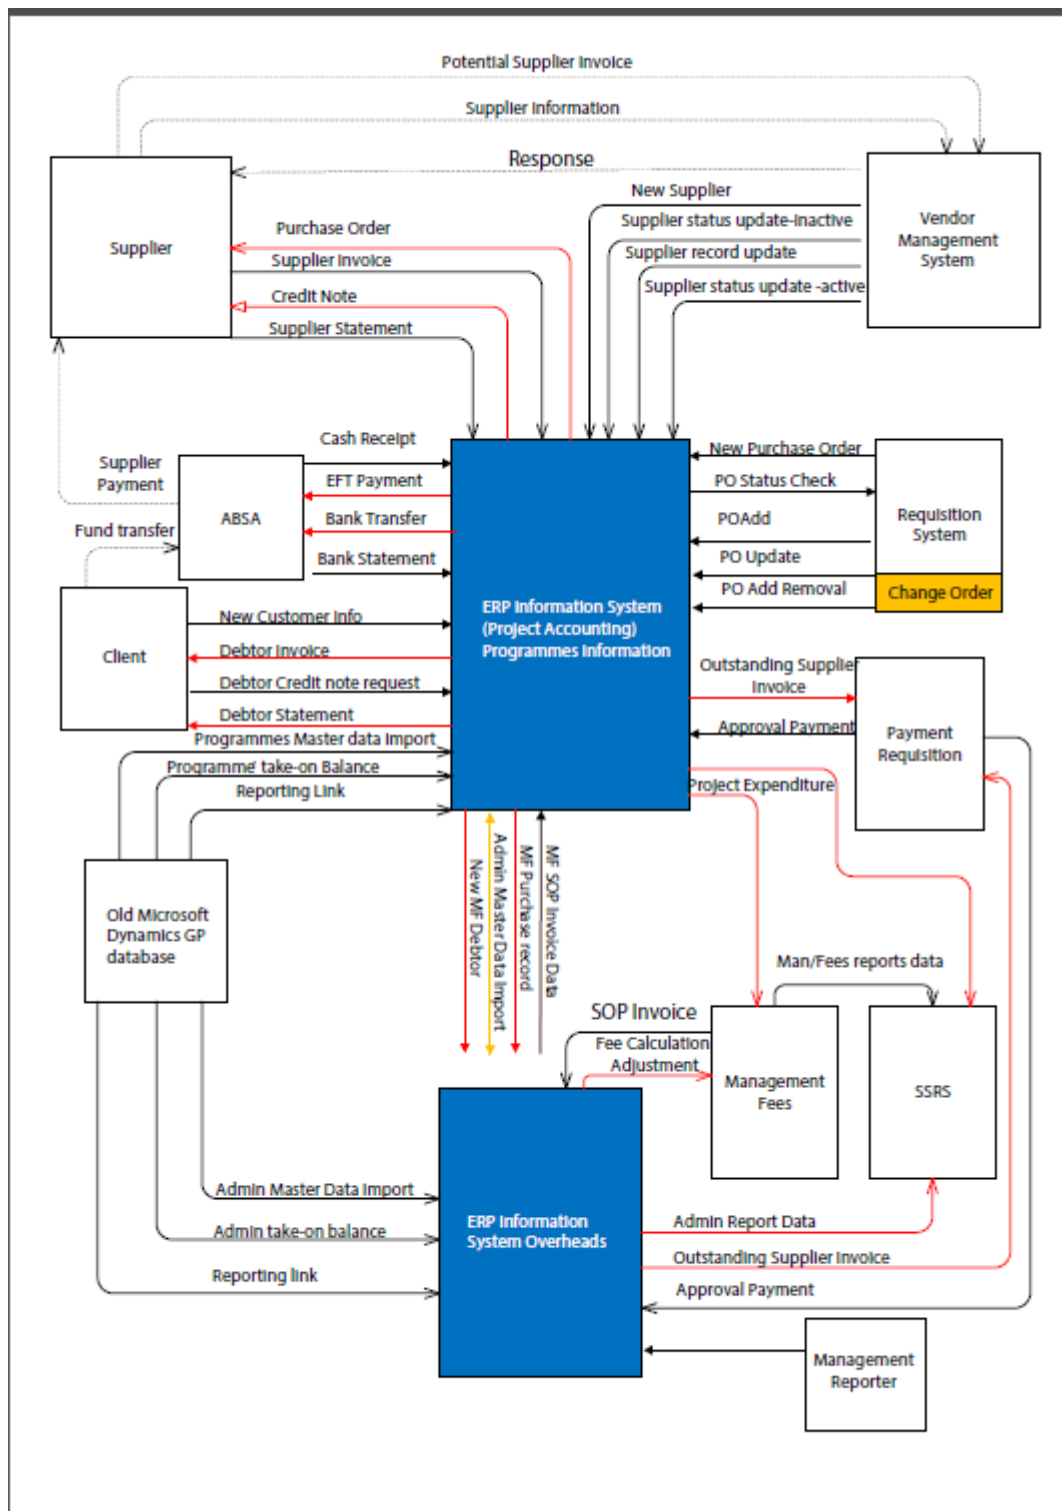 Potential Supplier Invoice
Supplier Information
Response
New Supplier
Supplier status update-Inactive
Supplier record update
Supplier status update -active
Vendor
Management
System
Supplier
Purchase Order
Supplier Invoice
Credit Note
Supplier Statement
Cash Receipt
EFT Payment
Bank Transfer
Bank Statement
Supplier
Payment
ABSA
Fund transfer
Client
New Customer Info
Debtor Invoice
Debtor Credit note request
Debtor Statement
Programmes Master data Import
Programme take-on Balance
Reporting Link
ERP Information System
(Project Accounting)
Programmes Information
New Purchase Order
PO Status Check
POAdd
PO Update
PO Add Removal
Requisition
System
Change Order
Outstanding Supplier
Invoice
Approval Payment
Payment
Requisition
Project Expenditure
Old Microsoft
Dynamics GP
database
New MF Debtor
Admin Master Data Import
MF Purchase record
MF SOP Invoice Data
Man/Fees reports data
SOP Invoice
Fee Calculation
Adjustment
Management
Fees
SSRS
Admin Master Data Import
Admin take-on balance
Reporting link
ERP Information
System Overheads
Admin Report Data
Outstanding Supplier Invoice
Approval Payment
Management
Reporter